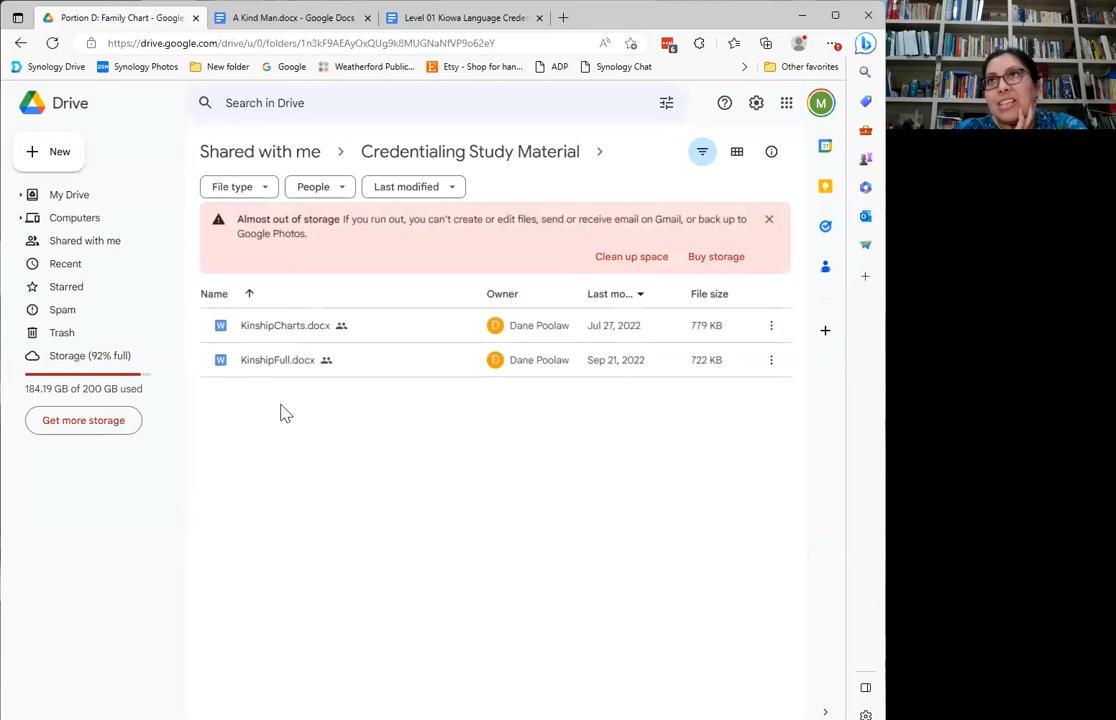 Portion D: Family Chart - Google
A Kind Man.docx - Google Docs
Level 01 Kiowa Language Creder
https://drive.google.com/drive/u/0/folders/1n3kF9AEAyOxQUg9k8MUGNaNfVP9o62eY
Synology Drive
Synology Photos
New folder
Google
Weatherford Public...
Etsy - Shop for han...
ADP
Synology Chat
Other favorites
Drive
Search in Drive
M
New
Shared with me
Credentialing Study Material
File type
People
Last modified
My Drive
Computers
Shared with me
Recent
Starred
Spam
Trash
Storage (92% full)
184.19 GB of 200 GB used
Get more storage
Almost out of storage If you run out, you can't create or edit files, send or receive email on Gmail, or back up to
Google Photos.
Clean up space
Buy storage
Name
Owner
Last mo...
File size
KinshipCharts.docx
D
Dane Poolaw
Jul 27, 2022
779 KB
KinshipFull.docx
D
Dane Poolaw
Sep 21, 2022
722 KB